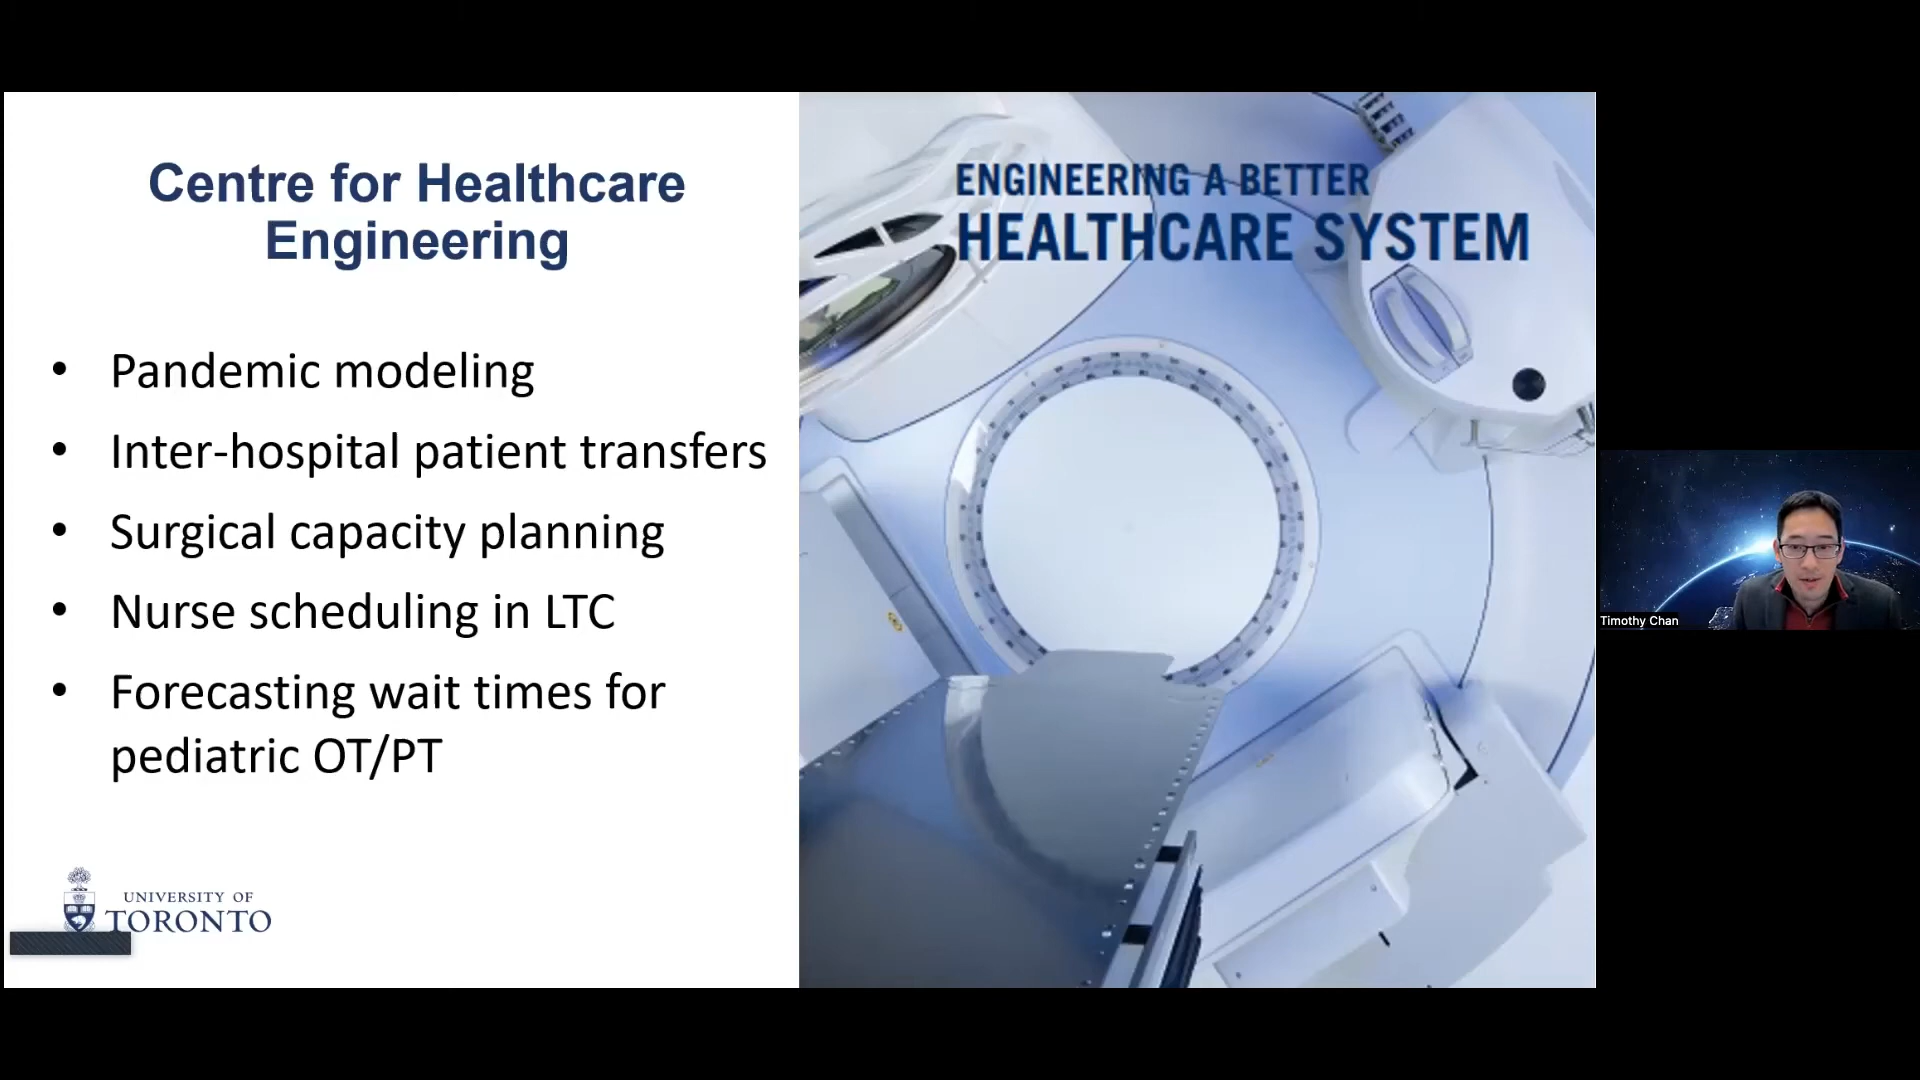 Centre for Healthcare
Engineering
• Pandemic modeling
• Inter-hospital patient transfers
• Surgical capacity planning
• Nurse scheduling in LTC
• Forecasting wait times for
pediatric OT/PT
UNIVERSITY OF
TORONTO
ENGINEERING A BETTER
HEALTHCARE SYSTEM
Timothy Chan